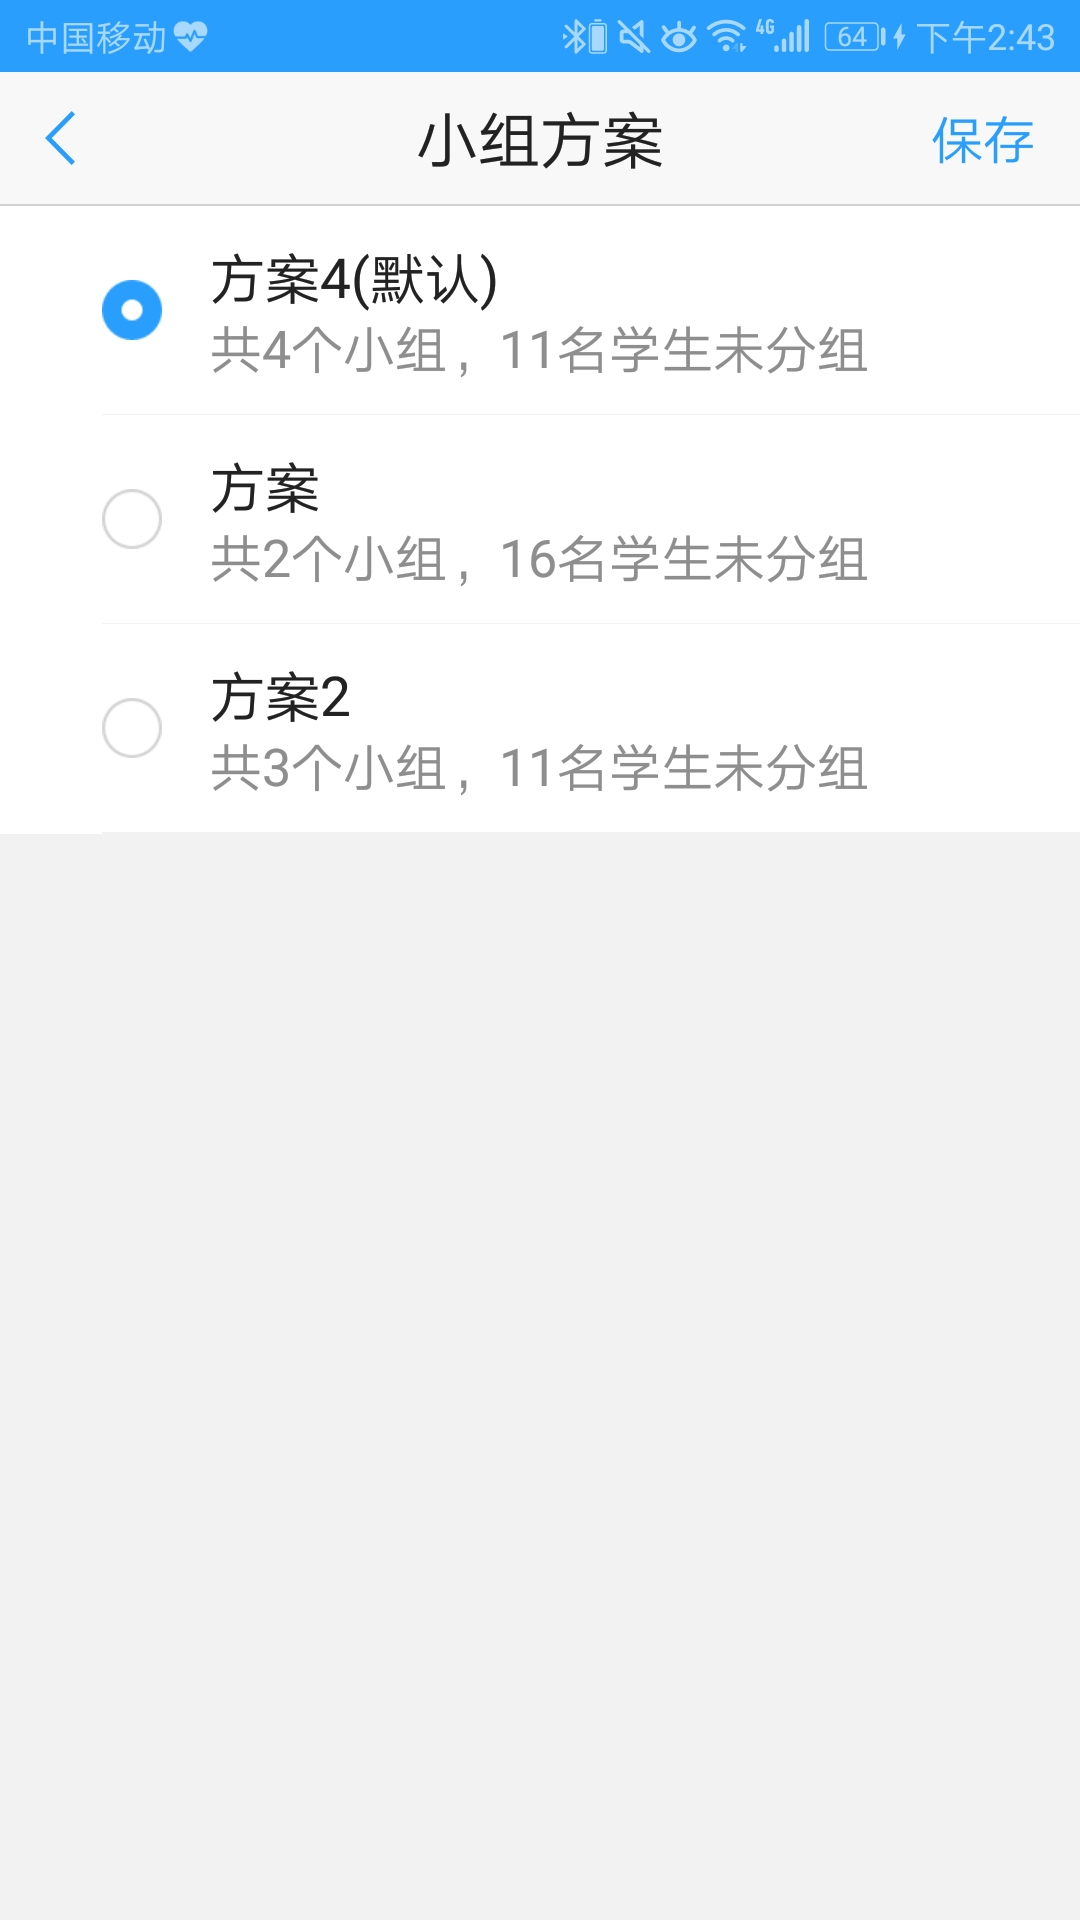 中国移动 4G 64 下午2:43
小组方案 保存
方案4(默认)
共4个小组，11名学生未分组
方案
共2个小组，16名学生未分组
方案2
共3个小组，11名学生未分组